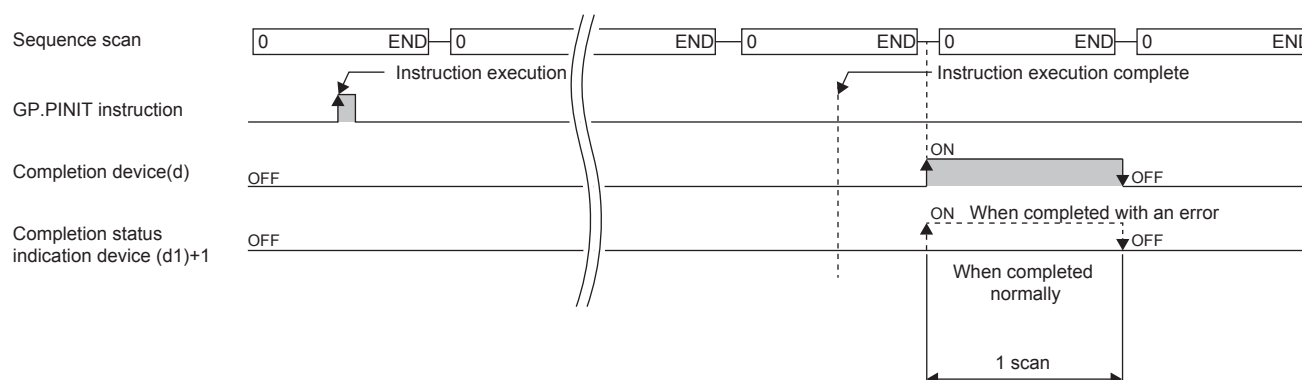 Sequence scan 0 END 0 END 0 END 0 END 0 END
Instruction execution Instruction execution complete
GP.PINIT instruction
ON
Completion device(d) OFF OFF
ON When completed with an error
Completion status OFF OFF
indication device (d1)+1
When completed
normally
1 scan